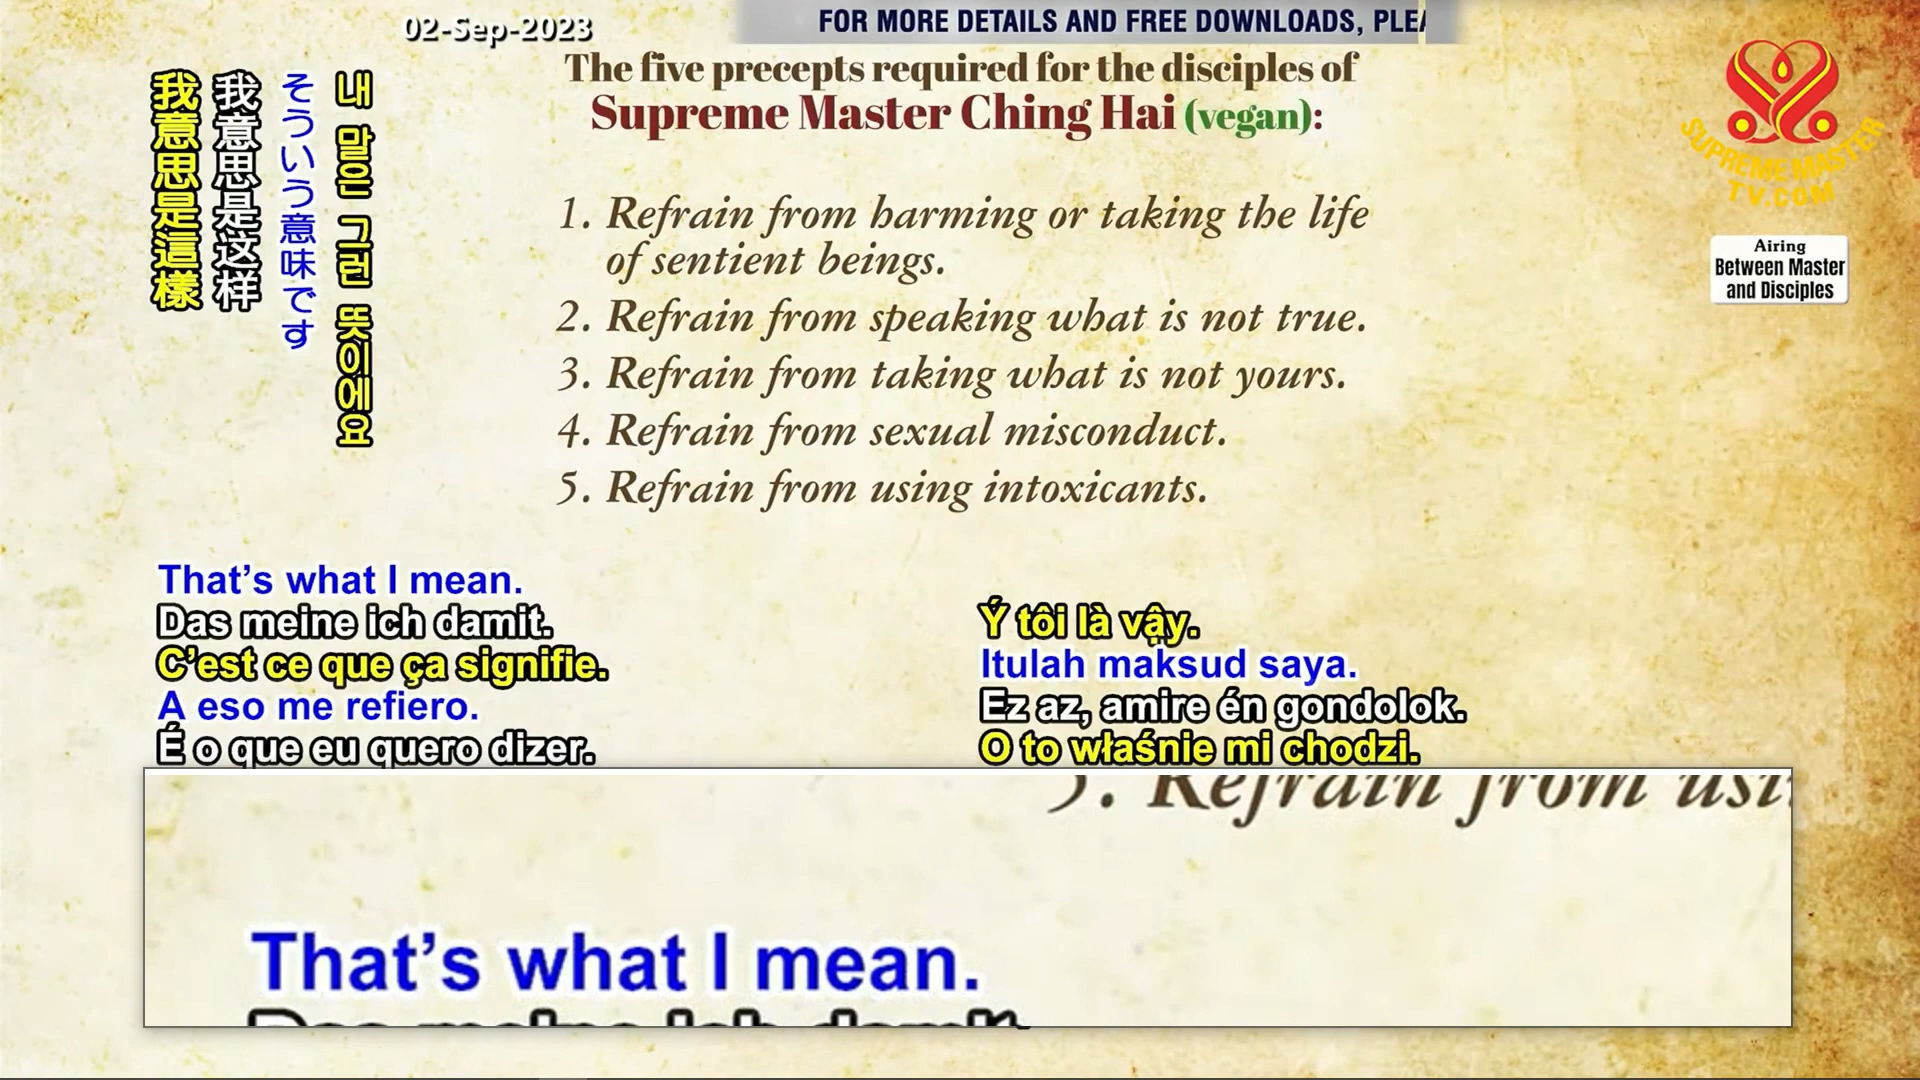 02-Sep-2023
FOR MORE DETAILS AND FREE DOWNLOADS,
The five precepts required for the disciples of
Supreme Master Ching Hai (vegan):
1. Refrain from harming or taking the life
of sentient beings.
2. Refrain from speaking what is not true.
3. Refrain from taking what is not yours.
4. Refrain from sexual misconduct.
5. Refrain from using intoxicants.
SUPREME MASTER
TV.COM
Airing
Between Master
and Disciples
내 말은 그런 뜻이에요
そういう意味です
我意思是这样
我意思是這樣
That’s what I mean.
Das meine ich damit.
C’est ce que ça signifie.
A eso me refiero.
É o que eu quero dizer.
Ý tôi là vậy.
Itulah maksud saya.
Ez az, amire én gondolok.
O to właśnie mi chodzi.
5. Refrain from
That’s what I mean.
Das meine ich damit.